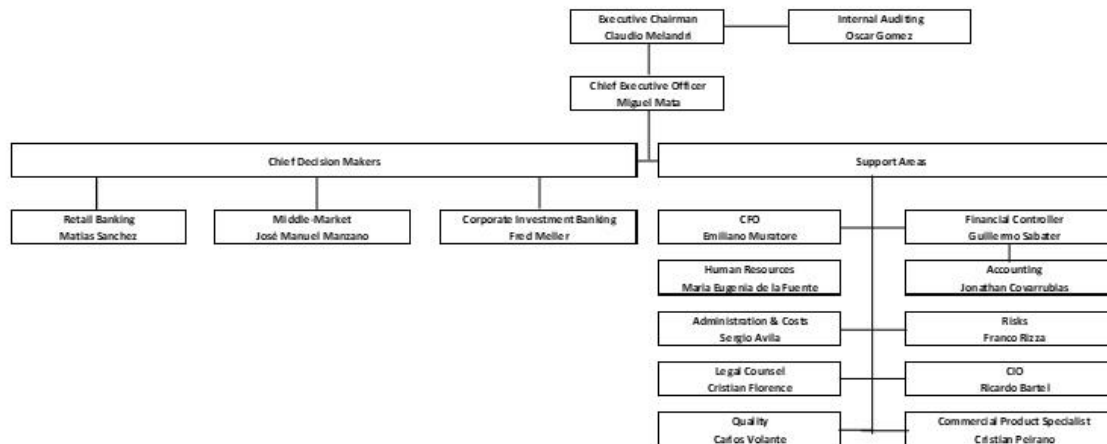 Executive Chairman
Claudio Melandri
Internal Auditing
Oscar Gomez
Chief Executive Officer
Miguel Mata
Chief Decision Makers
Support Areas
Retail Banking
Matias Sanchez
Middle-Market
José Manuel Manzano
Corporate Investment Banking
Fred Meller
CFO
Emiliano Muratore
Financial Controller
Guillermo Sabater
Human Resources
Maria Eugenia de la Fuente
Accounting
Jonathan Covarrubias
Administration & Costs
Sergio Avila
Risks
Franco Rizza
Legal Counsel
Cristian Florence
CIO
Ricardo Bartel
Quality
Carlos Volante
Commercial Product Specialist
Cristian Peirano